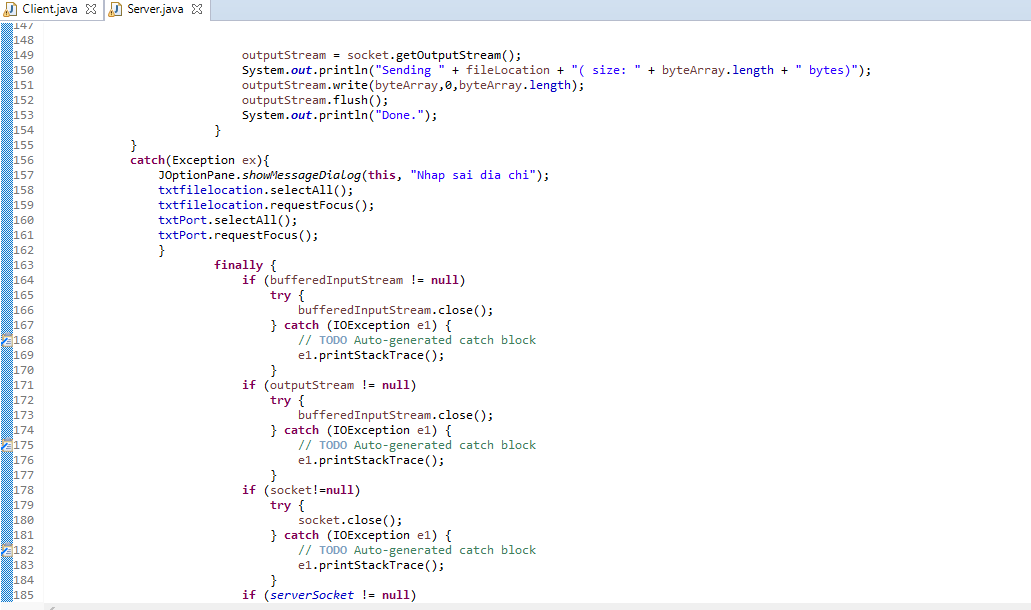 Client.java
Server.java
147
148
149 outputStream = socket.getOutputStream();
150 System.out.println("Sending " + fileLocation + "( size: " + byteArray.length + " bytes)");
151 outputStream.write(byteArray,0,byteArray.length);
152 outputStream.flush();
153 System.out.println("Done.");
154 }
155 }
156 catch(Exception ex){
157 JOptionPane.showMessageDialog(this, "Nhap sai dia chi");
158 txtfilelocation.selectAll();
159 txtfilelocation.requestFocus();
160 txtPort.selectAll();
161 txtPort.requestFocus();
162 }
163 finally {
164 if (bufferedInputStream != null)
165 try {
166 bufferedInputStream.close();
167 } catch (IOException e1) {
168 // TODO Auto-generated catch block
169 e1.printStackTrace();
170 }
171 if (outputStream != null)
172 try {
173 bufferedInputStream.close();
174 } catch (IOException e1) {
175 // TODO Auto-generated catch block
176 e1.printStackTrace();
177 }
178 if (socket!=null)
179 try {
180 socket.close();
181 } catch (IOException e1) {
182 // TODO Auto-generated catch block
183 e1.printStackTrace();
184 }
185 if (serverSocket != null)